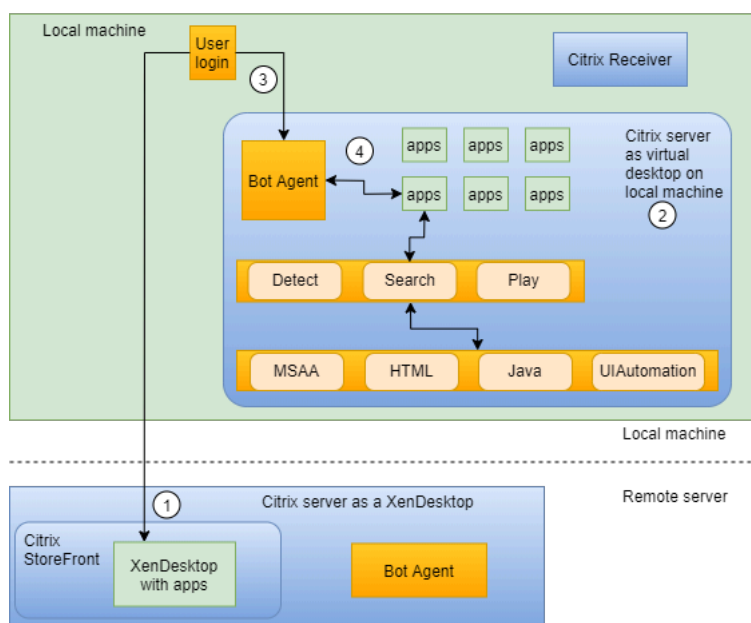 Local machine
User
login
Citrix Receiver
3
Citrix server
as virtual
desktop on
local machine
2
4
apps
apps
apps
Bot Agent
apps
apps
apps
Detect
Search
Play
MSAA
HTML
Java
UIAutomation
Local machine
Remote server
1
Citrix server as a XenDesktop
Citrix
StoreFront
XenDesktop
with apps
Bot Agent